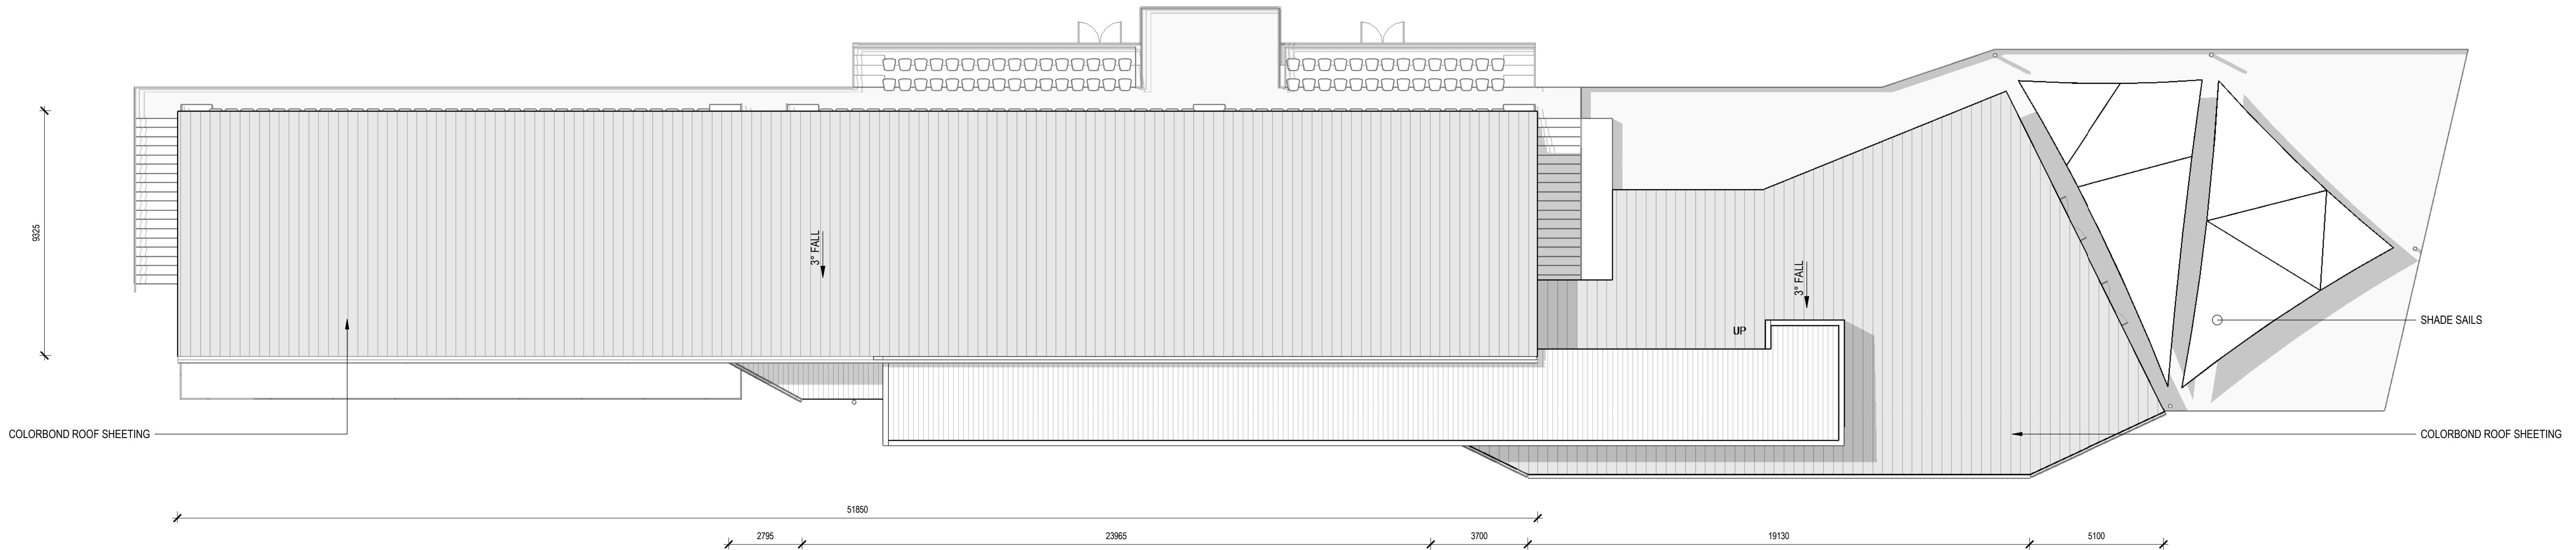 9325
3° FALL
3° FALL
UP
SHADE SAILS
COLORBOND ROOF SHEETING
COLORBOND ROOF SHEETING
51850
2795
23965
3700
19130
5100